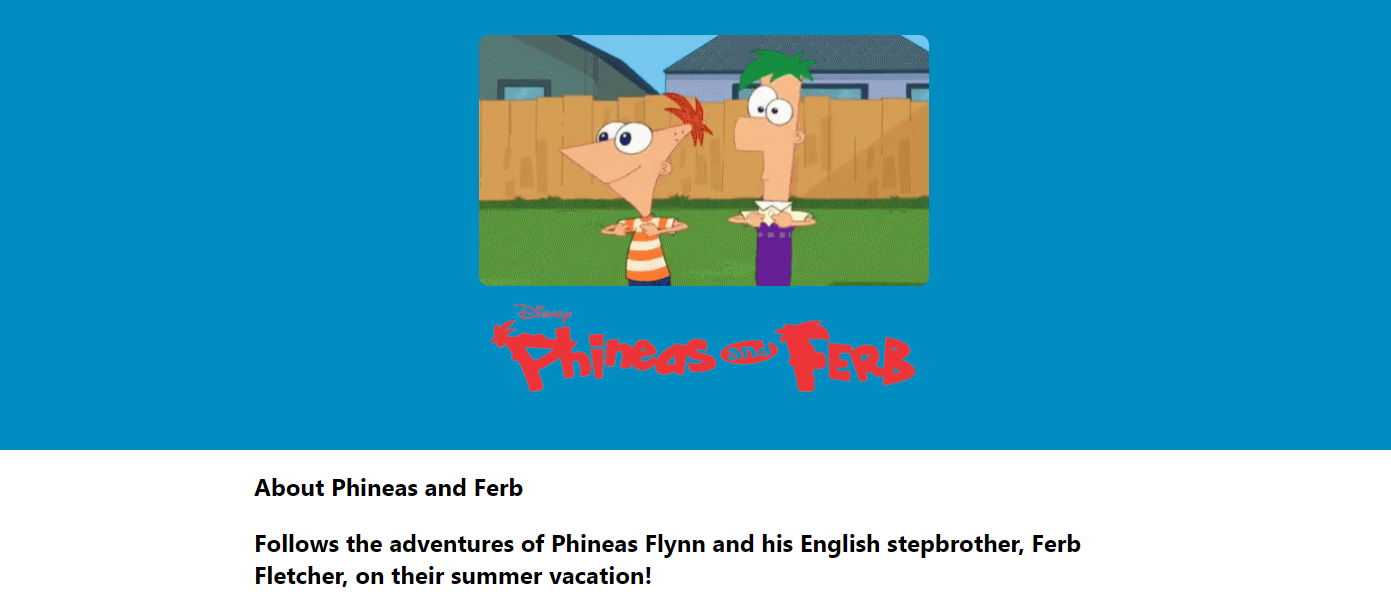 Disney
Phineas and Ferb
About Phineas and Ferb
Follows the adventures of Phineas Flynn and his English stepbrother, Ferb
Fletcher, on their summer vacation!